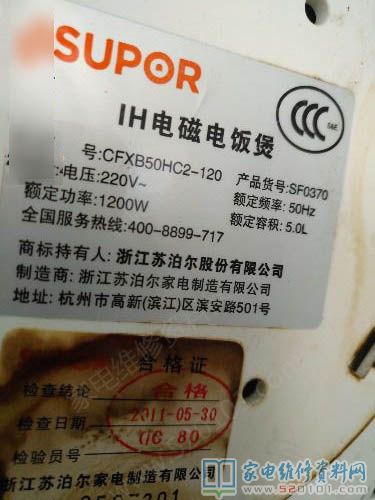 SUPOR
IH电磁电饭煲
CCC
S&E
号:CFXB50HC2-120 产品货号:SF0370
电压:220V~ 额定频率: 50Hz
额定功率:1200W 额定容积: 5.0L
全国服务热线:400-8899-717
商标持有人: 浙江苏泊尔股份有限公司
制造商: 浙江苏泊尔家电制造有限公司
地址: 杭州市高新(滨江)区滨安路501号
合格证
检查结论 合格
检查日期 2011-05-30
检验员号 QC 80
浙江苏泊尔家电制造有限公司
家电维修资料网
www.520101.com